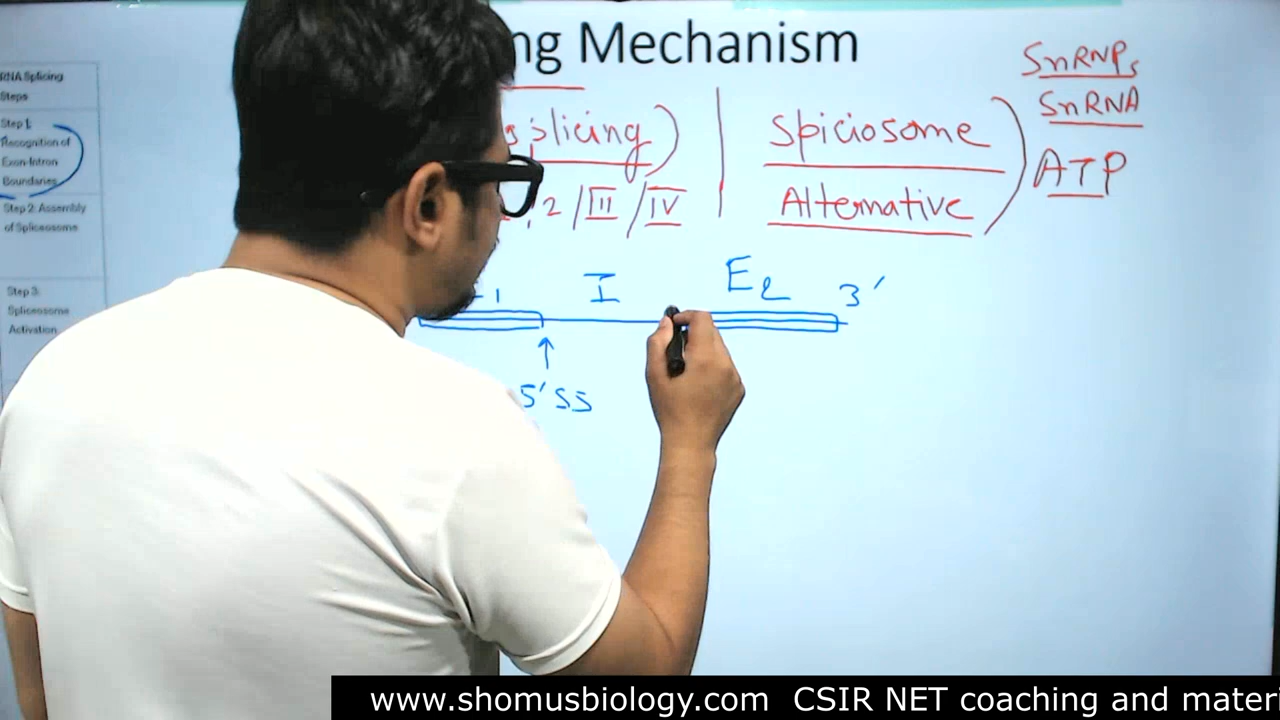 ng Mechanism
RNA Splicing
Steps
Step 1:
Recognition of
Exon-Intron
Boundaries
Step 2: Assembly
of Spliceosome
Step 3:
Spliceosome
Activation
splicing
2/III/IV
Spiciosome
Alternative
SnRNPs
SnRNA
ATP
1
I
E2
3′
5′SS
www.shomusbiology.com CSIR NET coaching and materi